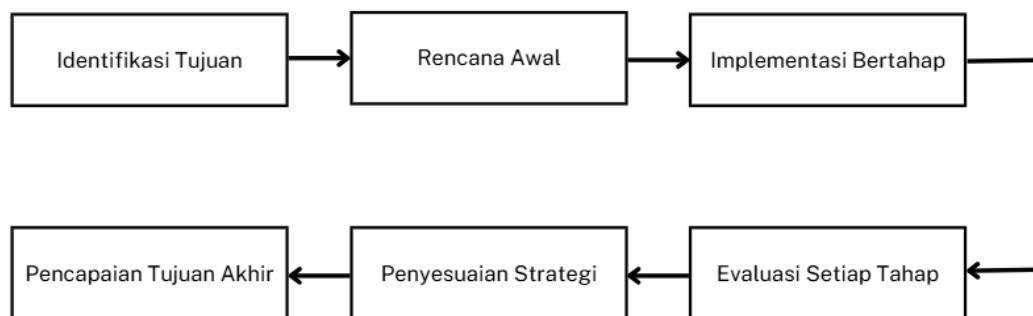 Identifikasi Tujuan
Rencana Awal
Implementasi Bertahap
Evaluasi Setiap Tahap
Penyesuaian Strategi
Pencapaian Tujuan Akhir